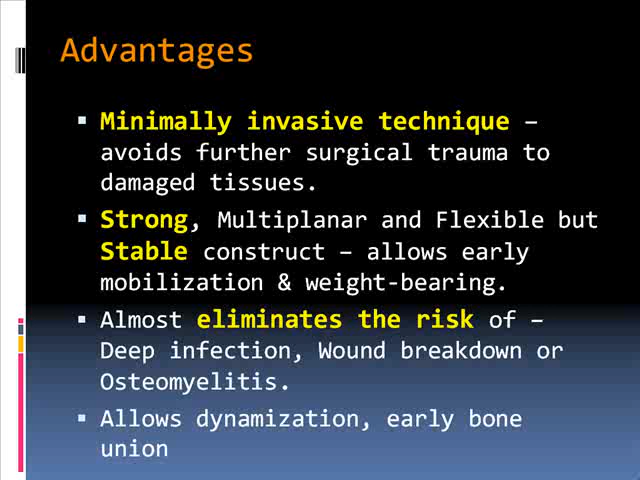 Advantages
▪ Minimally invasive technique –
avoids further surgical trauma to
damaged tissues.
▪ Strong, Multiplanar and Flexible but
Stable construct – allows early
mobilization & weight-bearing.
▪ Almost eliminates the risk of –
Deep infection, Wound breakdown or
Osteomyelitis.
▪ Allows dynamization, early bone
union